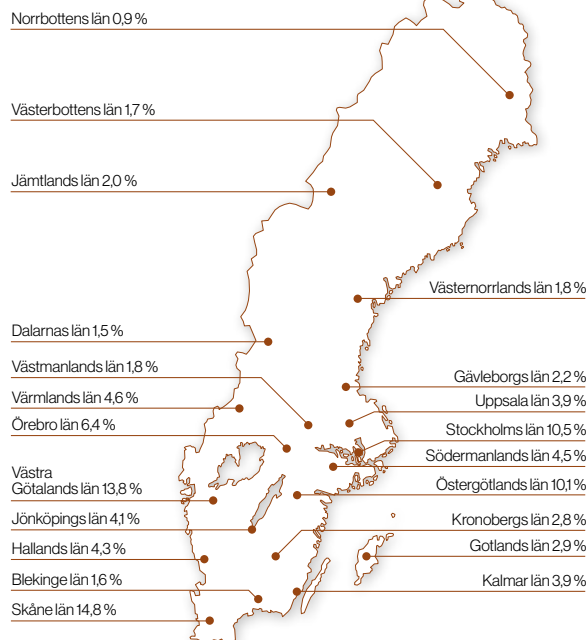 Norrbottens län 0,9 %
Västerbottens län 1,7 %
Jämtlands län 2,0 %
Västernorrlands län 1,8 %
Dalarnas län 1,5 %
Västmanlands län 1,8 %
Gävleborgs län 2,2 %
Värmlands län 4,6 %
Uppsala län 3,9 %
Örebro län 6,4 %
Stockholms län 10,5 %
Södermanlands län 4,5 %
Västra
Götalands län 13,8 %
Östergötlands län 10,1 %
Jönköpings län 4,1 %
Kronobergs län 2,8 %
Hallands län 4,3 %
Gotlands län 2,9 %
Blekinge län 1,6 %
Kalmar län 3,9 %
Skåne län 14,8 %